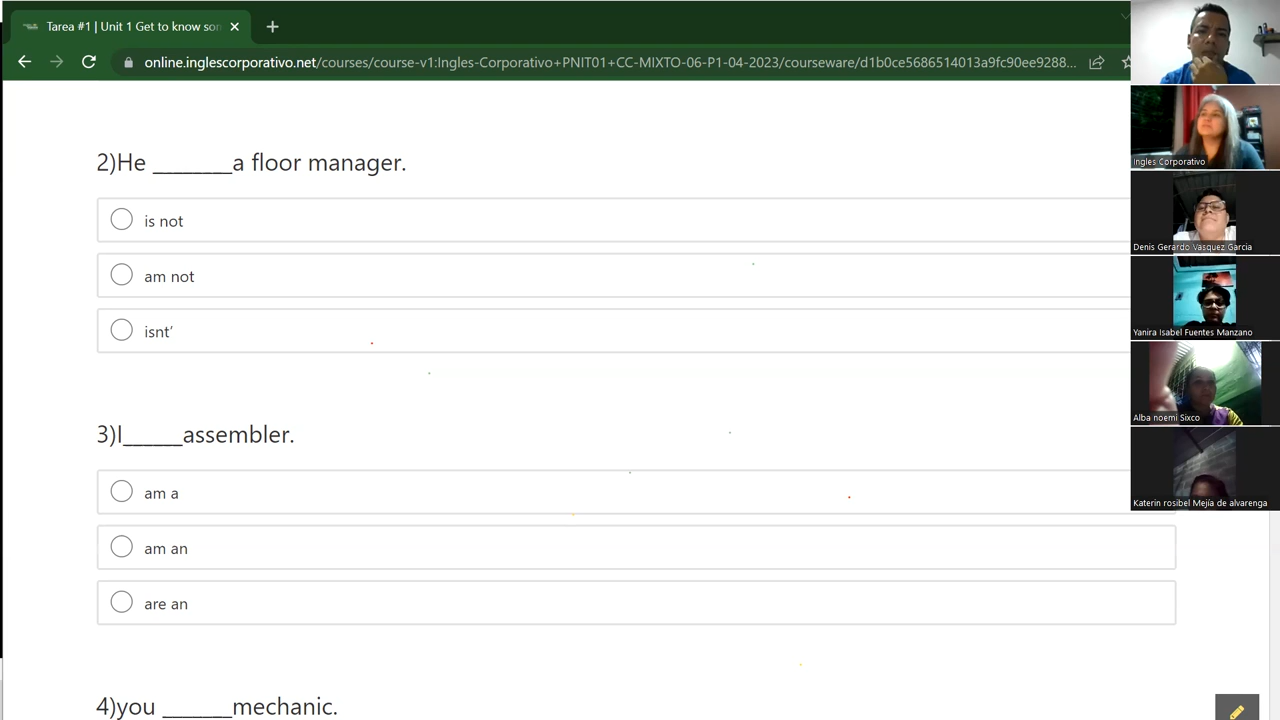 Tarea #1 | Unit 1 Get to know so
online.inglescorporativo.net/courses/course-v1:Ingles-Corporativo+PNIT01+CC-MIXTO-06-P1-04-2023/courseware/d1b0ce5686514013a9fc90ee9288...
2)He ________a floor manager.
is not
am not
isnt’
3)I______assembler.
am a
am an
are an
4)you _______mechanic.
Ingles Corporativo
Denis Gerardo Vasquez Garcia
Yanira Isabel Fuentes Manzano
Alba noemi Sixco
Katerin rosibel Mejía de alvarenga